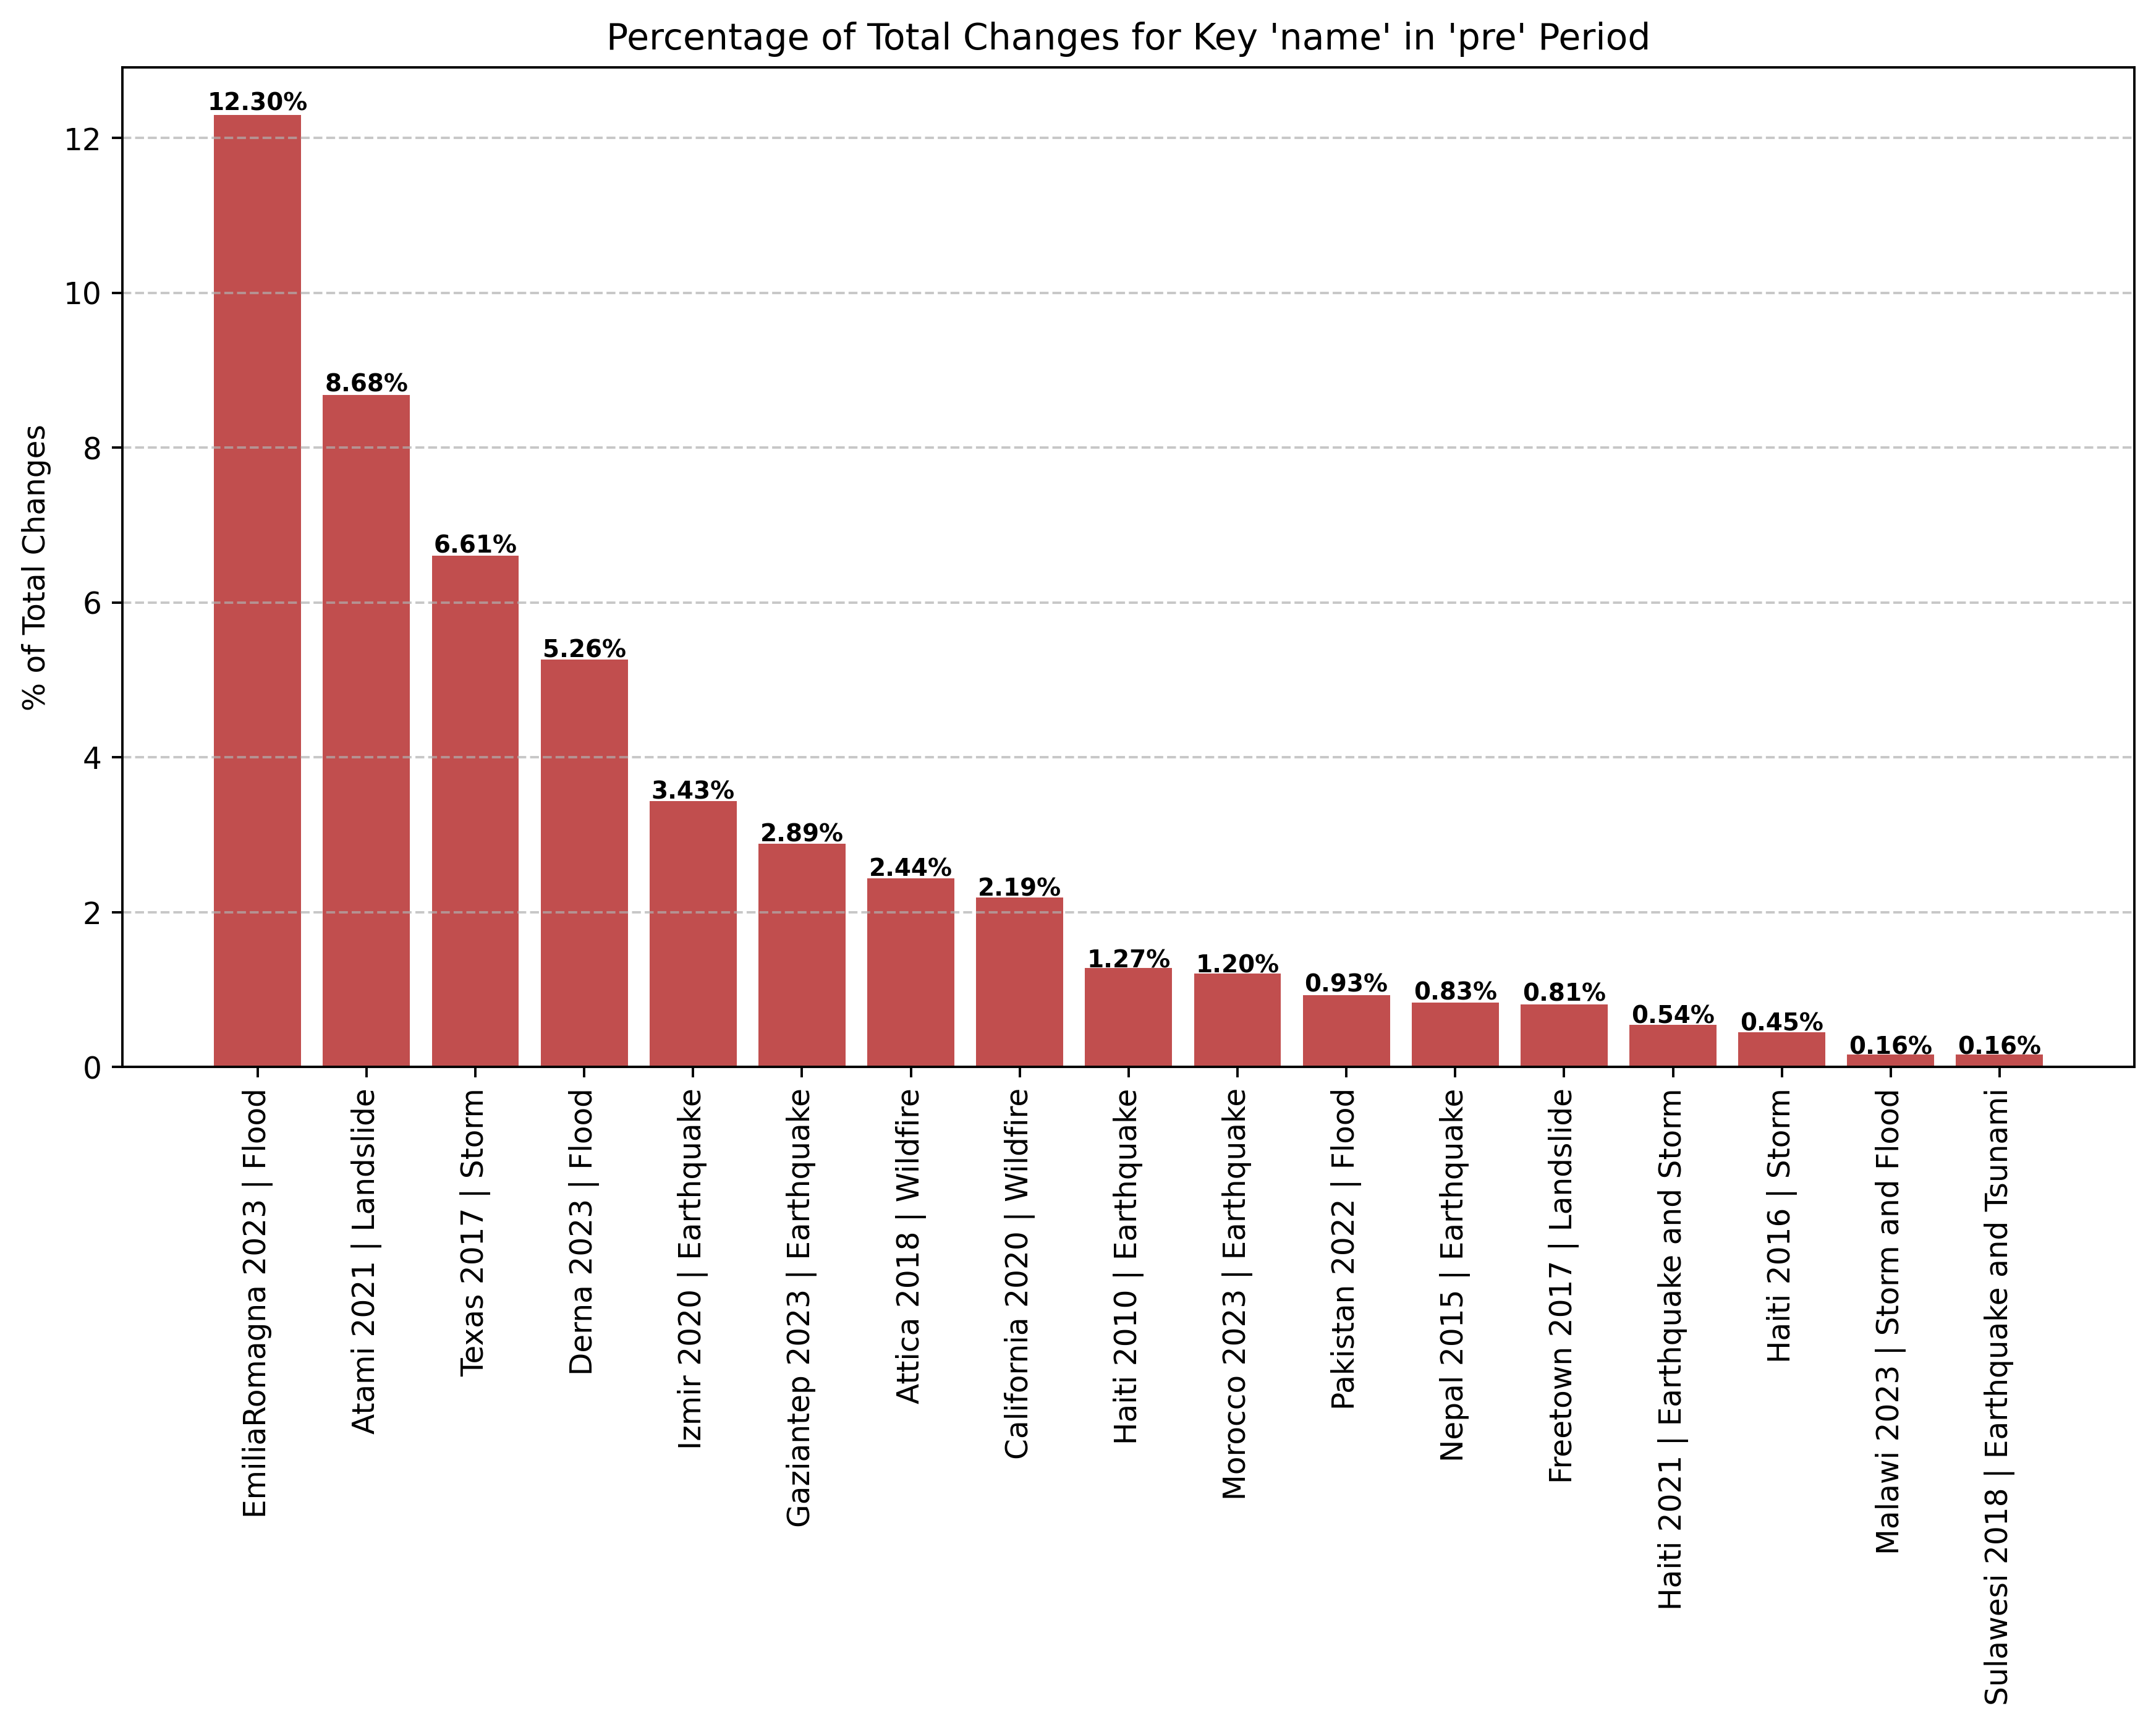 Percentage of Total Changes for Key 'name' in 'pre' Period
% of Total Changes
12
10
8
6
4
2
0
12.30%
8.68%
6.61%
5.26%
3.43%
2.89%
2.44%
2.19%
1.27%
1.20%
0.93%
0.83%
0.81%
0.54%
0.45%
0.16%
0.16%
EmiliaRomagna 2023 | Flood
Atami 2021 | Landslide
Texas 2017 | Storm
Derna 2023 | Flood
Izmir 2020 | Earthquake
Gaziantep 2023 | Earthquake
Attica 2018 | Wildfire
California 2020 | Wildfire
Haiti 2010 | Earthquake
Morocco 2023 | Earthquake
Pakistan 2022 | Flood
Nepal 2015 | Earthquake
Freetown 2017 | Landslide
Haiti 2021 | Earthquake and Storm
Haiti 2016 | Storm
Malawi 2023 | Storm and Flood
Sulawesi 2018 | Earthquake and Tsunami